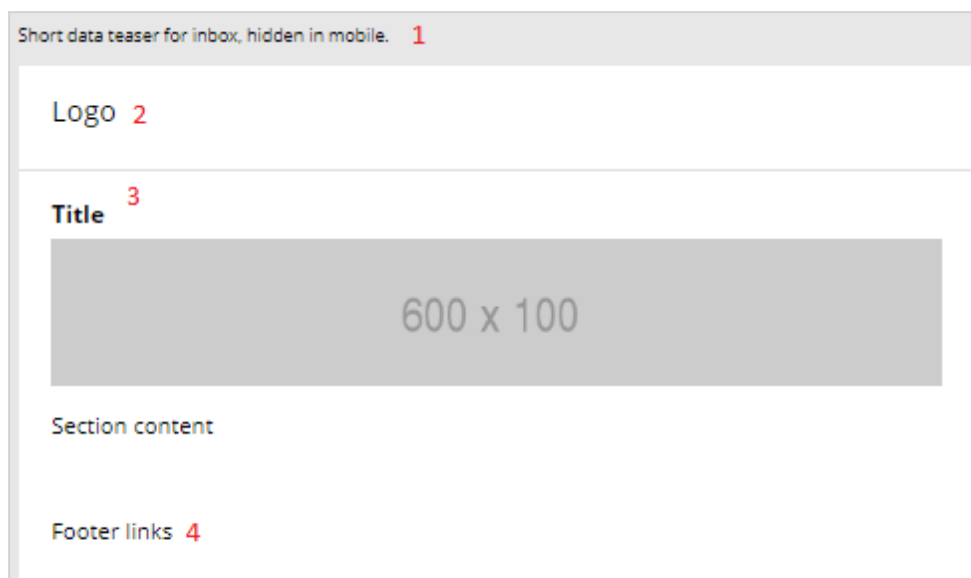 Short data teaser for inbox, hidden in mobile. 1
Logo 2
Title 3
600 x 100
Section content
Footer links 4